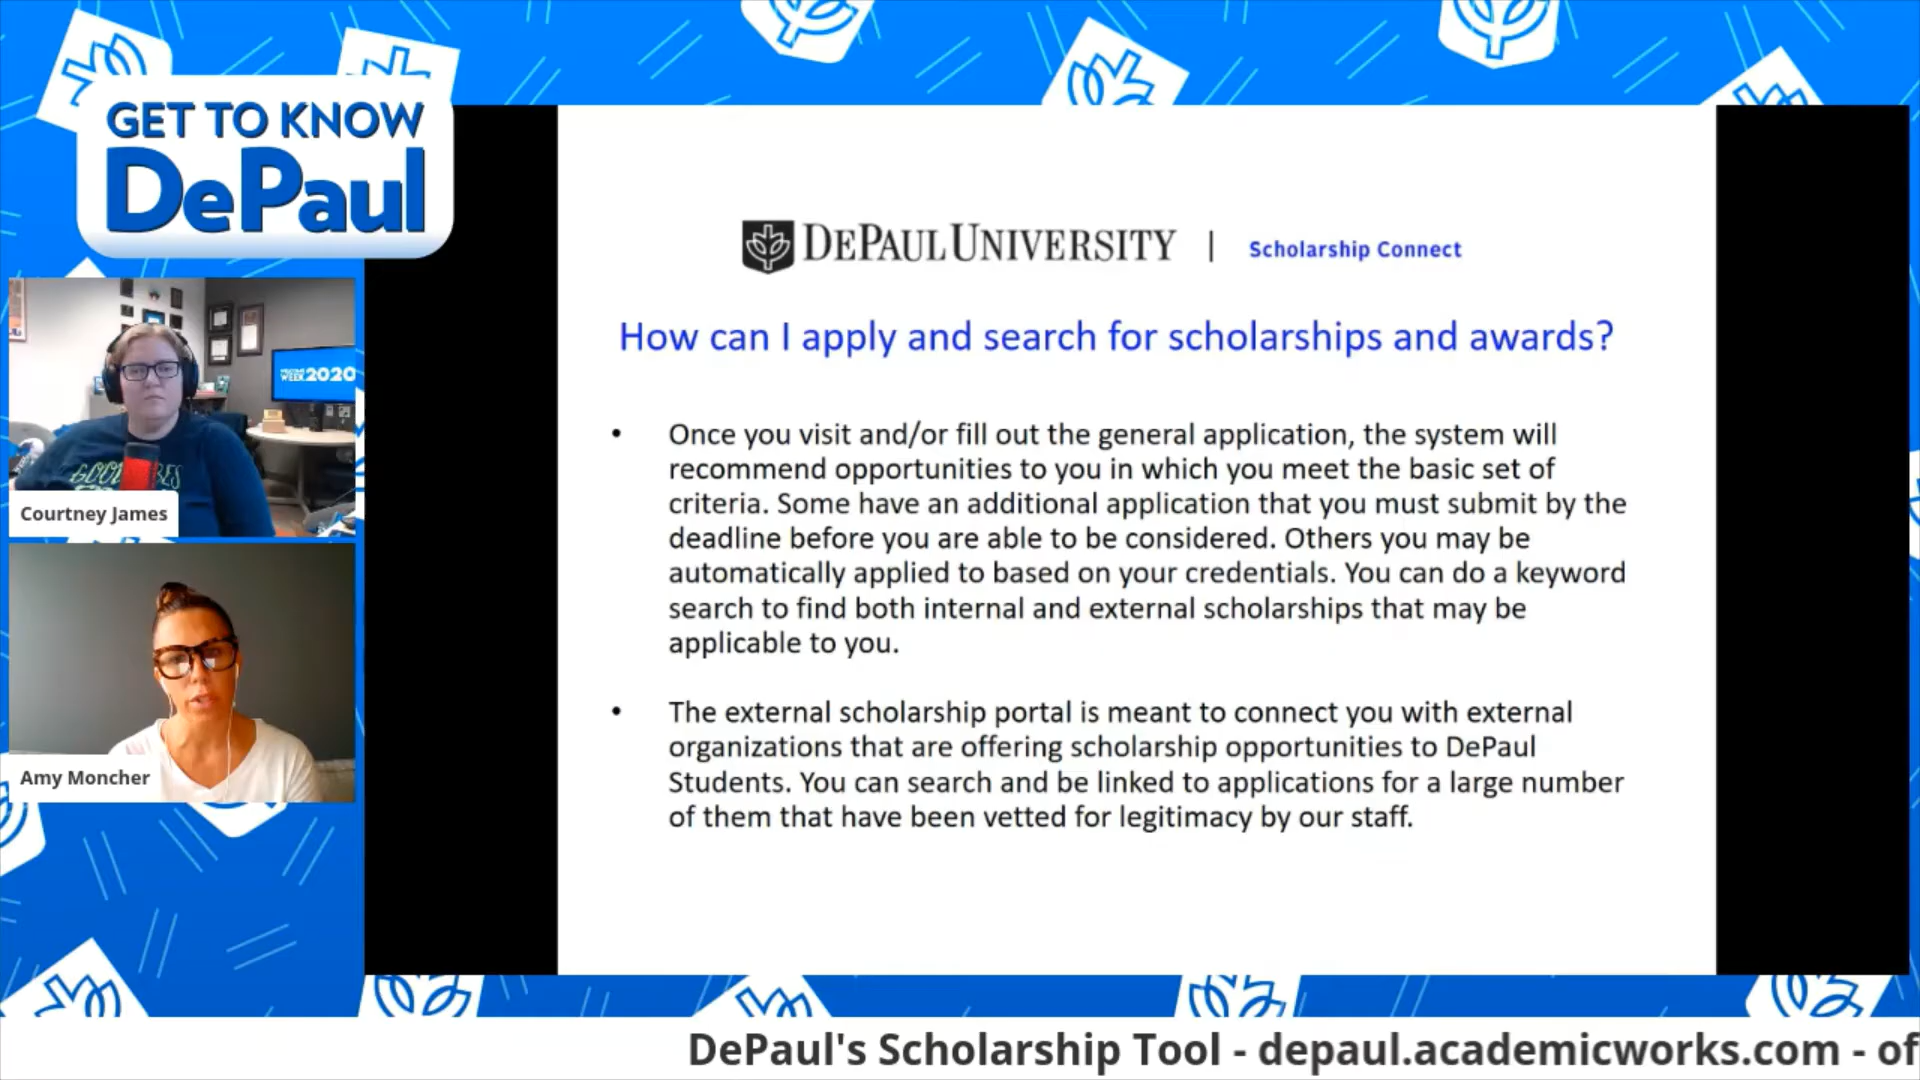 GET TO KNOW
DePaul
DEPAUL UNIVERSITY | Scholarship Connect
How can I apply and search for scholarships and awards?
• Once you visit and/or fill out the general application, the system will
recommend opportunities to you in which you meet the basic set of
criteria. Some have an additional application that you must submit by the
deadline before you are able to be considered. Others you may be
automatically applied to based on your credentials. You can do a keyword
search to find both internal and external scholarships that may be
applicable to you.
• The external scholarship portal is meant to connect you with external
organizations that are offering scholarship opportunities to DePaul
Students. You can search and be linked to applications for a large number
of them that have been vetted for legitimacy by our staff.
WELCOME
WEEK 2020
Courtney James
Amy Moncher
DePaul's Scholarship Tool - depaul.academicworks.com - of